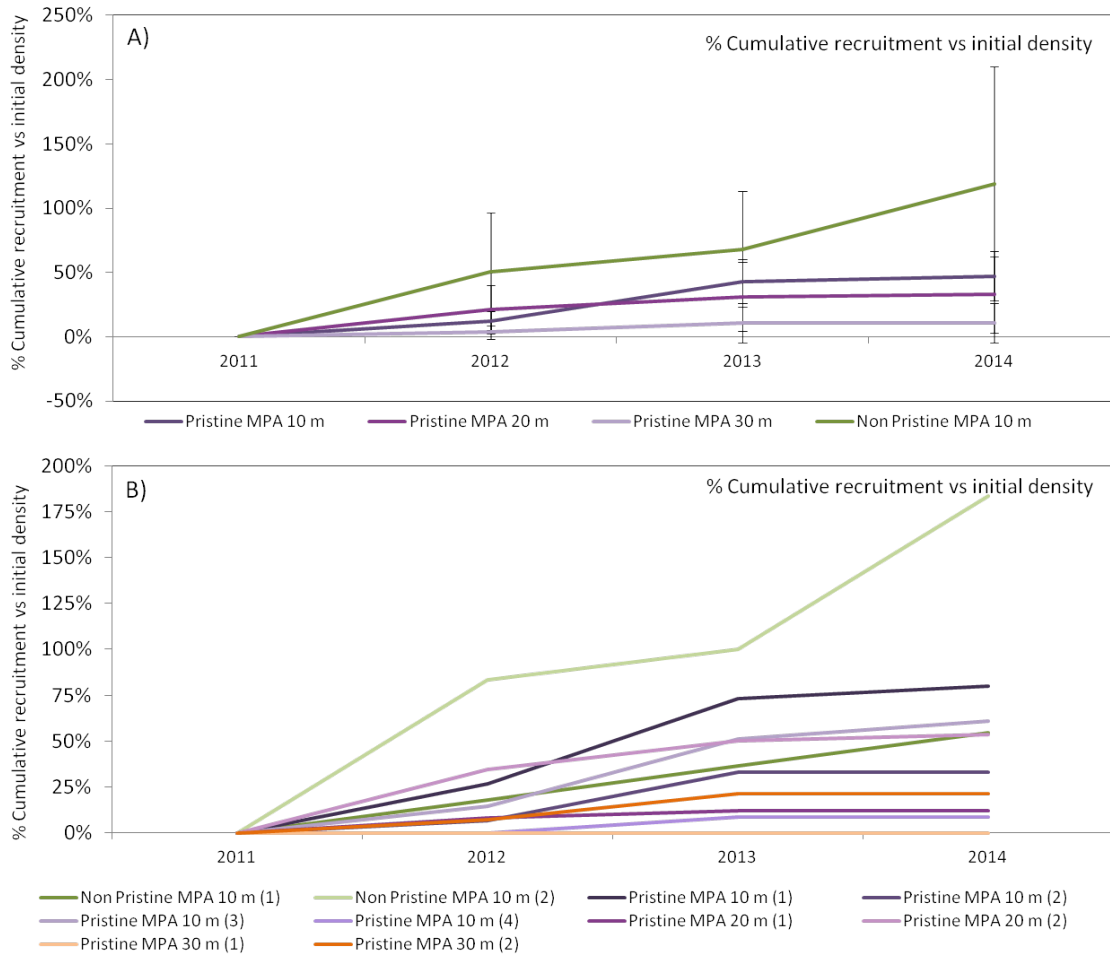 250%
A)
% Cumulative recruitment vs initial density
200%
150%
100%
50%
0%
-50%
% Cumulative recruitment vs initial density
2011
2012
2013
2014
Pristine MPA 10 m
Pristine MPA 20 m
Pristine MPA 30 m
Non Pristine MPA 10 m
200%
B)
% Cumulative recruitment vs initial density
175%
150%
125%
100%
75%
50%
25%
0%
% Cumulative recruitment vs initial density
2011
2012
2013
2014
Non Pristine MPA 10 m (1)
Non Pristine MPA 10 m (2)
Pristine MPA 10 m (1)
Pristine MPA 10 m (2)
Pristine MPA 10 m (3)
Pristine MPA 10 m (4)
Pristine MPA 20 m (1)
Pristine MPA 20 m (2)
Pristine MPA 30 m (1)
Pristine MPA 30 m (2)